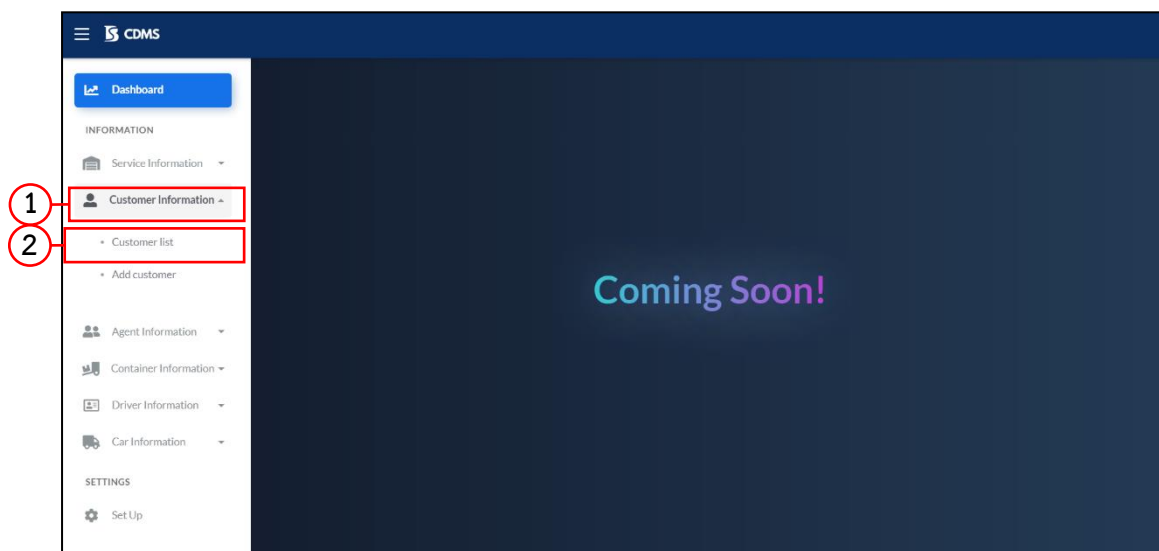 CDMS
Dashboard
INFORMATION
Service Information
1
Customer Information
2
Customer list
Add customer
Coming Soon!
Agent Information
Container Information
Driver Information
Car Information
SETTINGS
Set Up